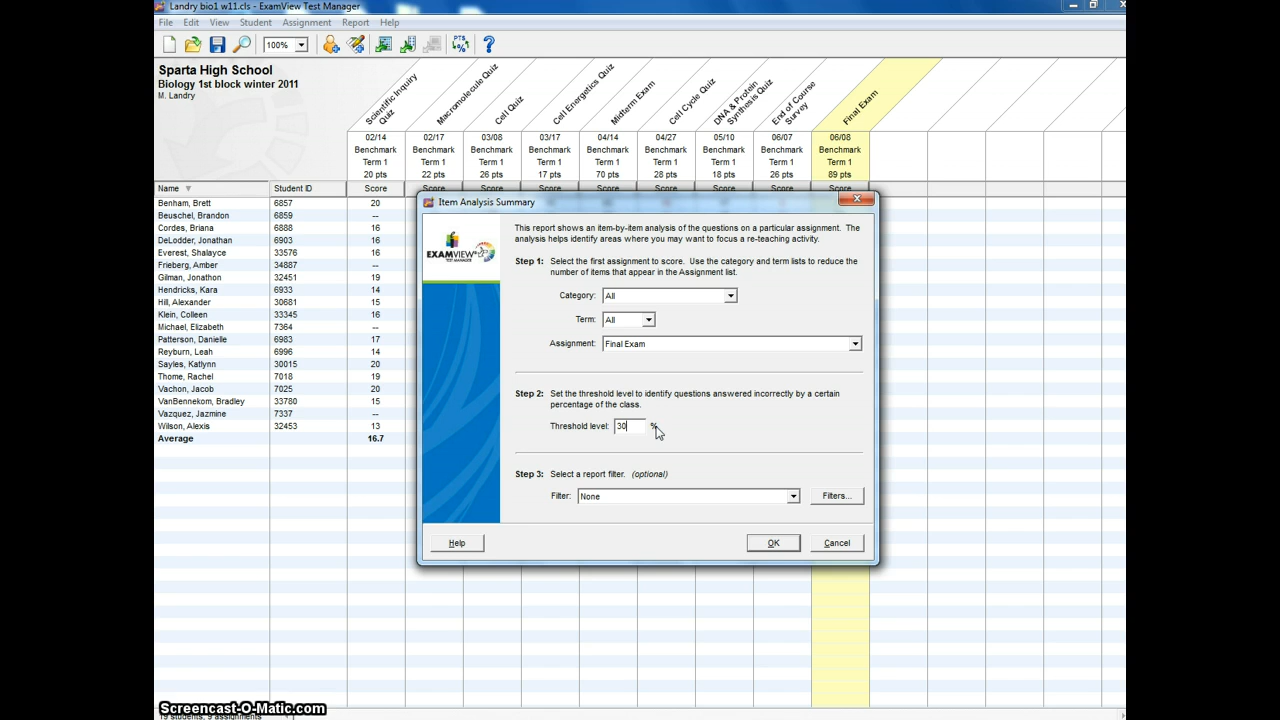 Landry bio1 w11.cls - ExamView Test Manager
File Edit View Student Assignment Report Help
100%
PTS
%
?
Sparta High School
Biology 1st block winter 2011
M. Landry
Scientific Inquiry Quiz
Macromolecule Quiz
Cell Quiz
Cell Energetics Quiz
Midterm Exam
Cell Cycle Quiz
DNA & Protein Synthesis Quiz
End of Course Survey
Final Exam
02/14 02/17 03/08 03/17 04/14 04/27 05/10 06/07 06/08
Benchmark Benchmark Benchmark Benchmark Benchmark Benchmark Benchmark Benchmark Benchmark
Term 1 Term 1 Term 1 Term 1 Term 1 Term 1 Term 1 Term 1 Term 1
20 pts 22 pts 26 pts 17 pts 70 pts 28 pts 18 pts 26 pts 89 pts
Name Student ID Score Score Score Score Score Score Score Score Score
Benham, Brett 6857 20
Beuschel, Brandon 6859 --
Cordes, Briana 6888 16
DeLodder, Jonathan 6903 16
Everest, Shalayce 33576 16
Frieberg, Amber 34887 --
Gilman, Jonathan 32451 19
Hendricks, Kara 6933 14
Hill, Alexander 30681 15
Klein, Colleen 33345 16
Michael, Elizabeth 7364 --
Patterson, Danielle 6983 17
Reyburn, Leah 6996 14
Sayles, Katlynn 30015 20
Thome, Rachel 7018 19
Vachon, Jacob 7025 20
VanBennekom, Bradley 33780 15
Vazquez, Jazmine 7337 --
Wilson, Alexis 32453 13
Average 16.7
Item Analysis Summary
EXAMVIEW
TEST MANAGER
This report shows an item-by-item analysis of the questions on a particular assignment. The
analysis helps identify areas where you may want to focus a re-teaching activity.
Step 1: Select the first assignment to score. Use the category and term lists to reduce the
number of items that appear in the Assignment list.
Category: All
Term: All
Assignment: Final Exam
Step 2: Set the threshold level to identify questions answered incorrectly by a certain
percentage of the class.
Threshold level: 30 %
Step 3: Select a report filter. (optional)
Filter: None Filters...
Help OK Cancel
Screencast-O-Matic.com
19 students, 9 assignments